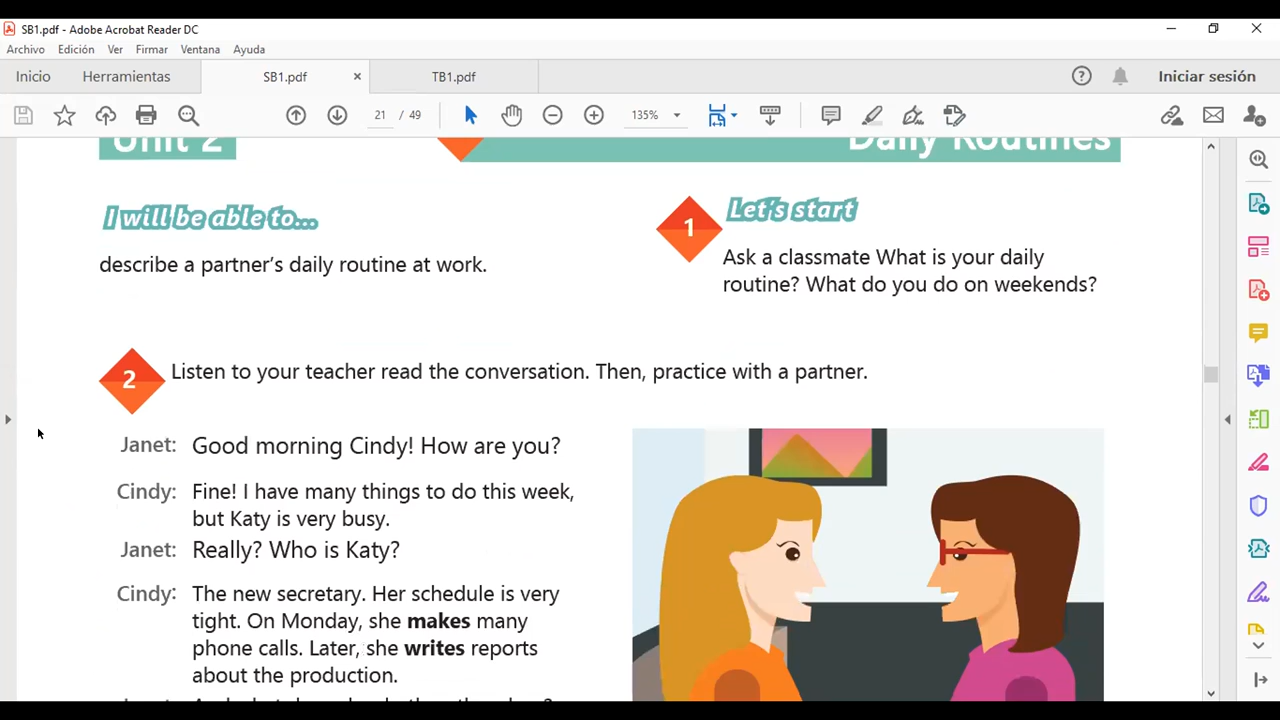 SB1.pdf - Adobe Acrobat Reader DC
Archivo Edición Ver Firmar Ventana Ayuda
Inicio Herramientas SB1.pdf TB1.pdf Iniciar sesión
21 / 49 135%
Unit 2 Daily Routines
I will be able to...
describe a partner's daily routine at work.
1 Let's start
Ask a classmate What is your daily
routine? What do you do on weekends?
2 Listen to your teacher read the conversation. Then, practice with a partner.
Janet: Good morning Cindy! How are you?
Cindy: Fine! I have many things to do this week,
but Katy is very busy.
Janet: Really? Who is Katy?
Cindy: The new secretary. Her schedule is very
tight. On Monday, she makes many
phone calls. Later, she writes reports
about the production.